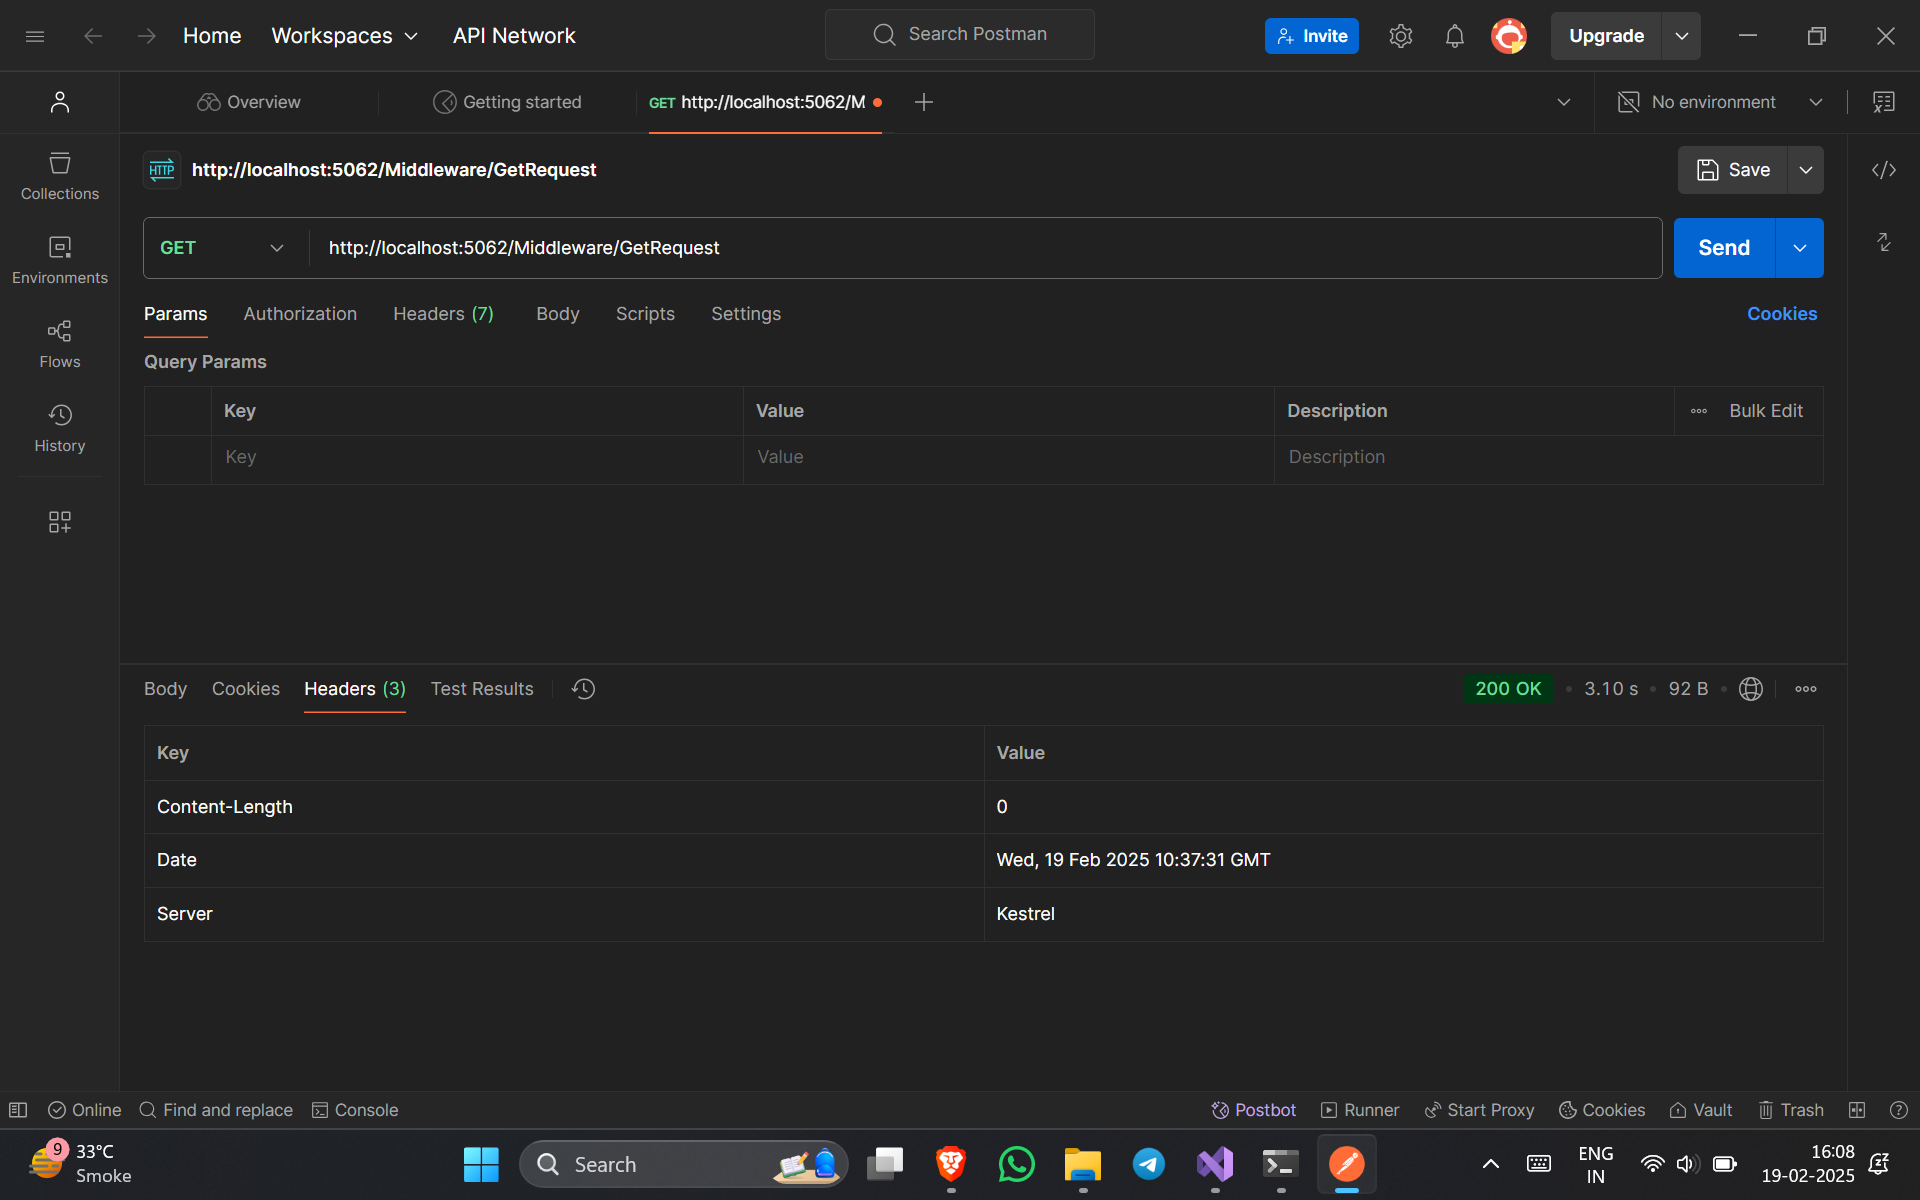 Home Workspaces API Network Search Postman Invite Upgrade
Overview Getting started GET http://localhost:5062/M No environment
HTTP http://localhost:5062/Middleware/GetRequest Save
Collections
GET http://localhost:5062/Middleware/GetRequest Send
Environments
Params Authorization Headers (7) Body Scripts Settings Cookies
Flows
Query Params
Key Value Description Bulk Edit
History
Key Value Description
Body Cookies Headers (3) Test Results 200 OK 3.10 s 92 B
Key Value
Content-Length 0
Date Wed, 19 Feb 2025 10:37:31 GMT
Server Kestrel
Online Find and replace Console Postbot Runner Start Proxy Cookies Vault Trash
9 33°C
Smoke
Search
ENG
IN
16:08
19-02-2025